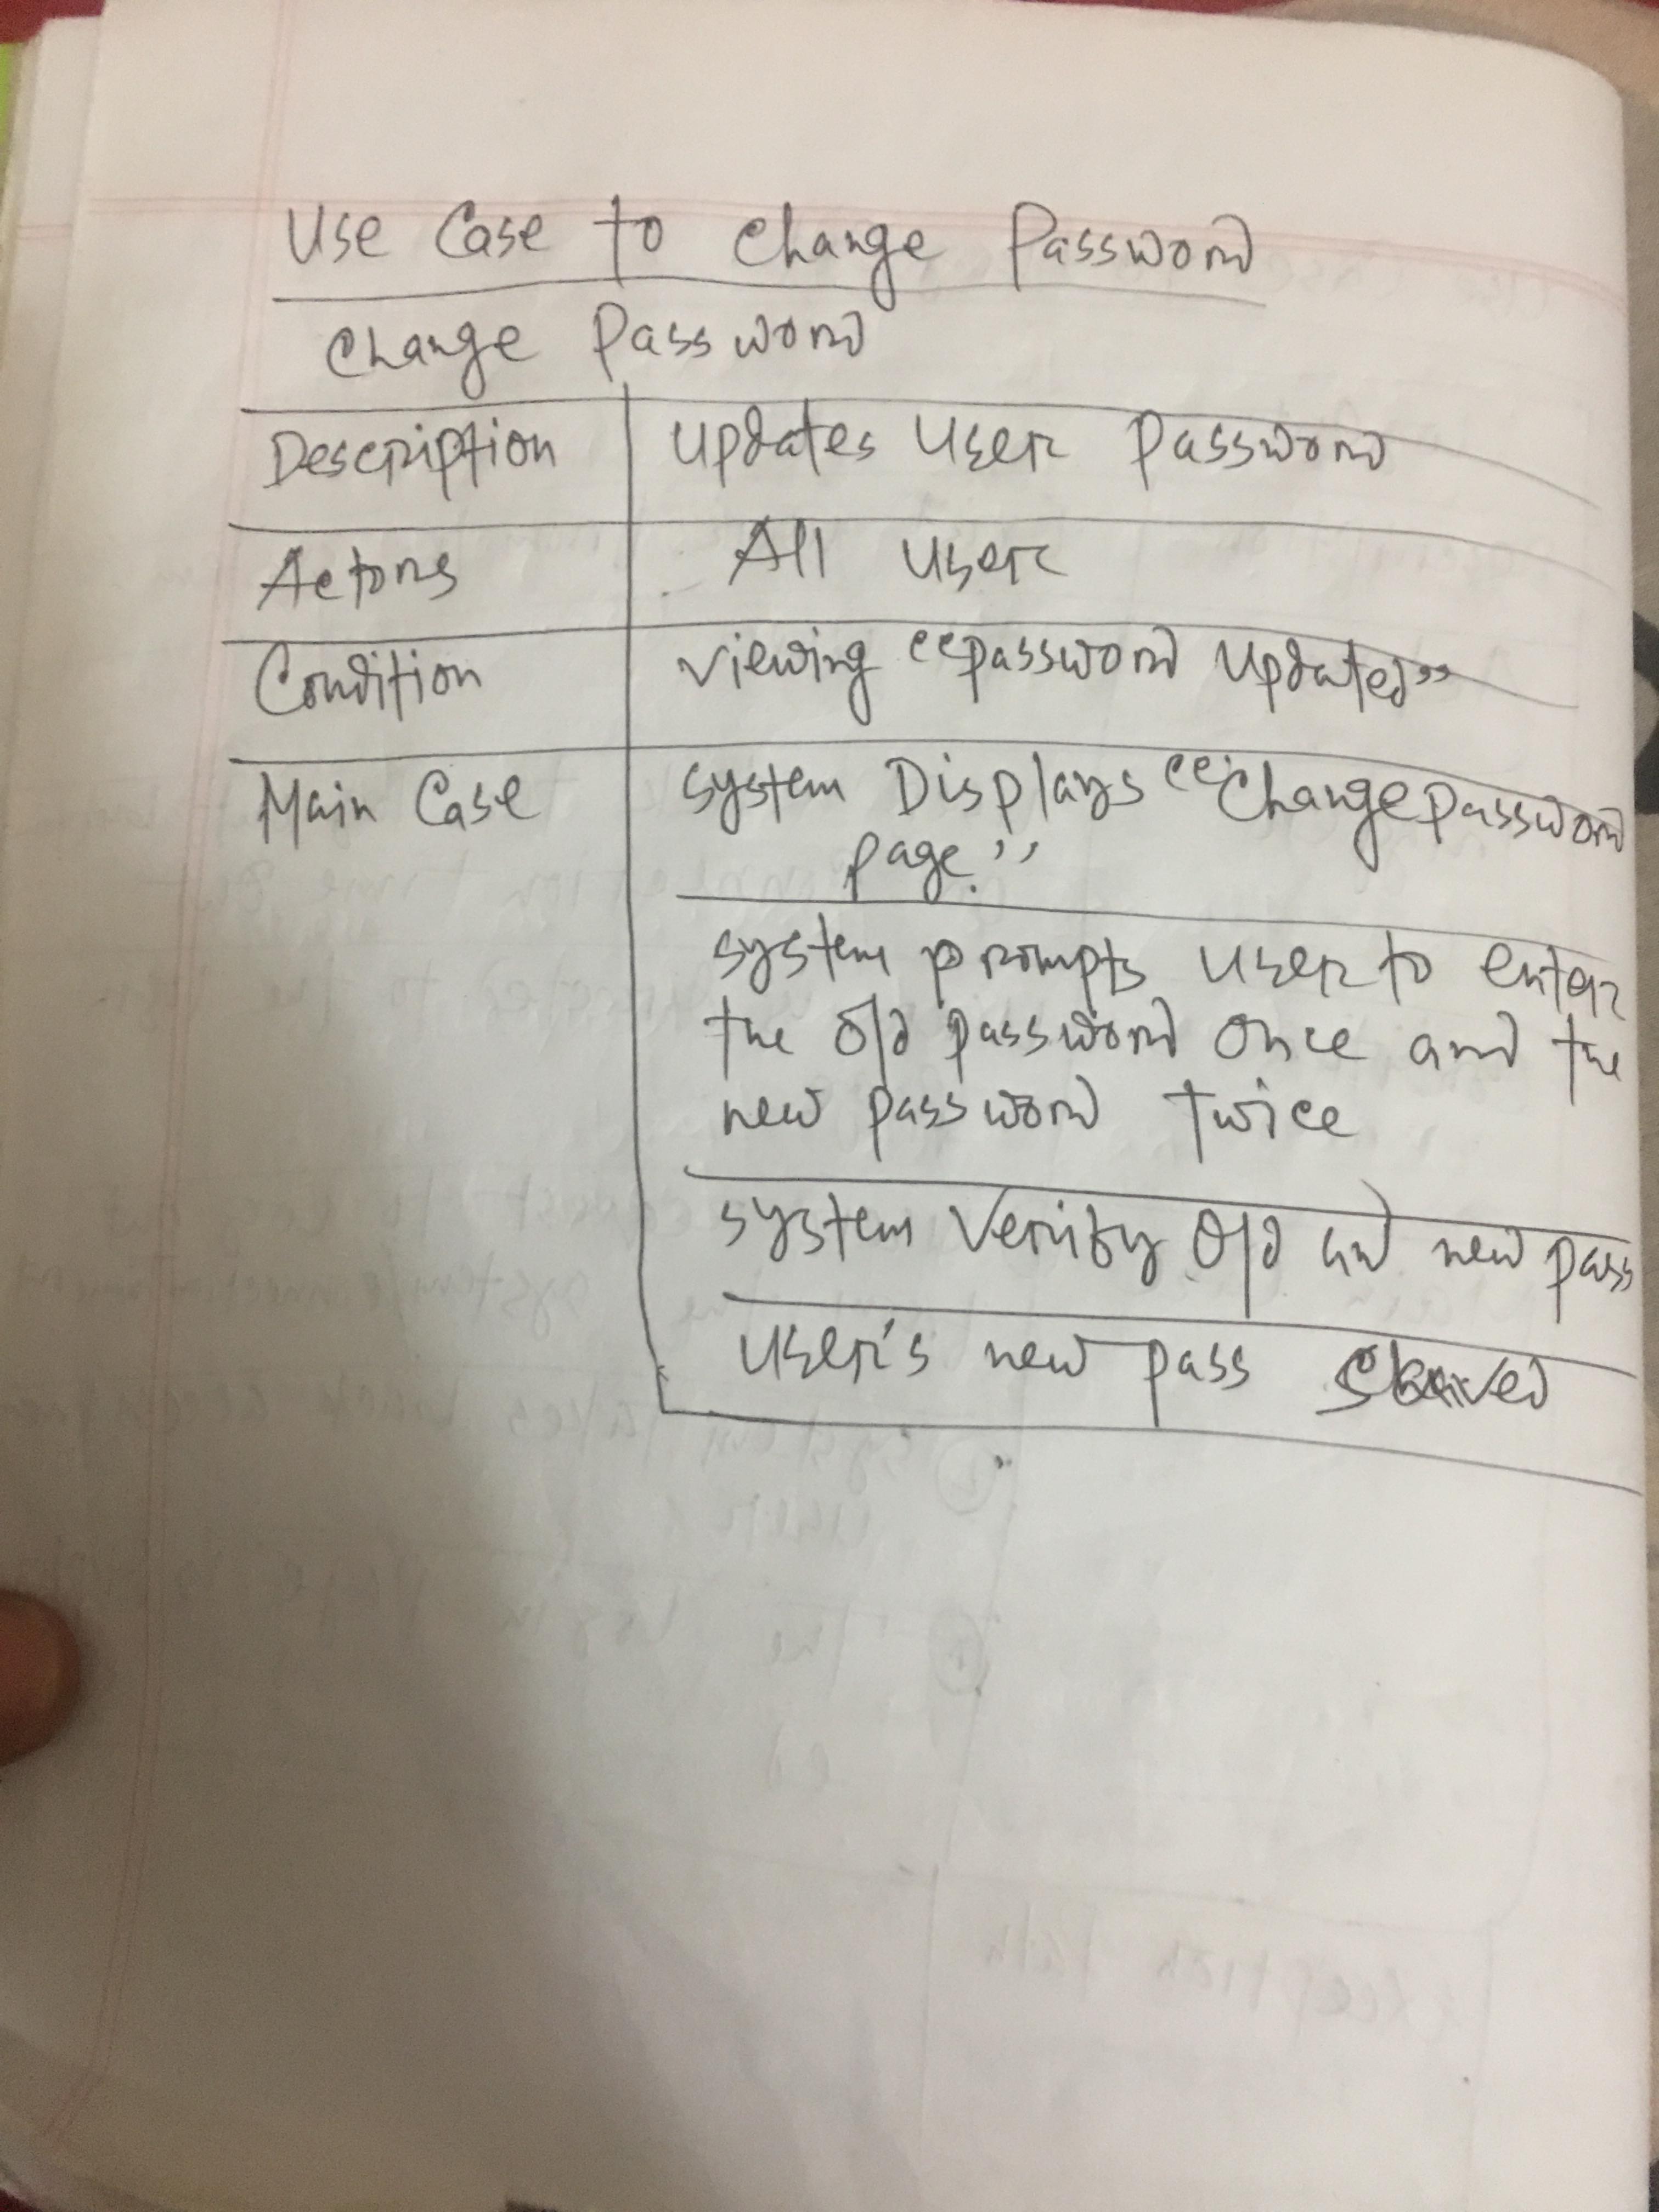 Use Case to Change Password
Change Password
Description Updates User Password
Actors All User
Condition Viewing "password Updated"
Main Case System Displays "Change password
page."
system prompts user to enter
the old password once and the
new password twice
system Verify old and new pass
User's new pass Saved